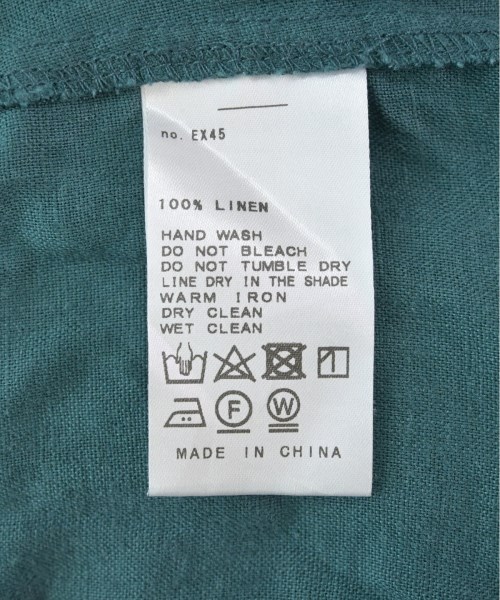 no. EX45
100% LINEN
HAND WASH
DO NOT BLEACH
DO NOT TUMBLE DRY
LINE DRY IN THE SHADE
WARM IRON
DRY CLEAN
WET CLEAN
F W
MADE IN CHINA